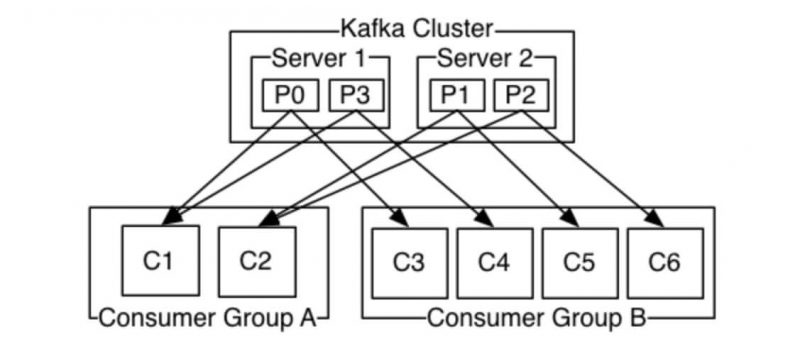 Kafka Cluster
Server 1 Server 2
P0 P3 P1 P2
C1 C2 C3 C4 C5 C6
Consumer Group A Consumer Group B